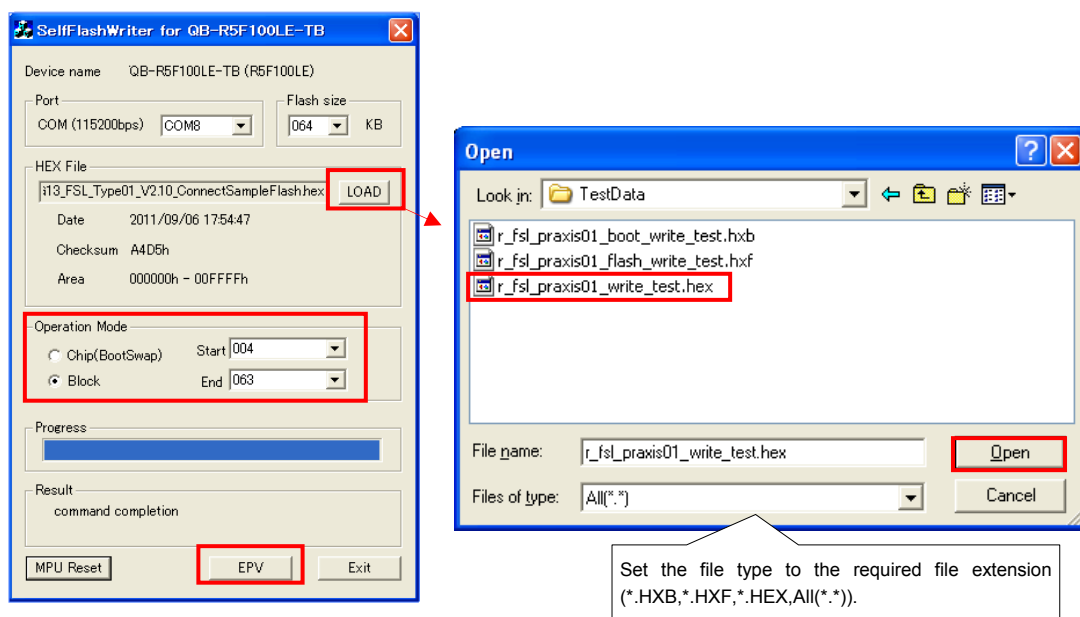 SelfFlashWriter for QB-R5F100LE-TB
Device name QB-R5F100LE-TB (R5F100LE)
Port
COM (115200bps) COM8
Flash size
064 KB
HEX File
i13_FSL_Type01_V2.10_ConnectSampleFlash.hex LOAD
Date 2011/09/06 17:54:47
Checksum A4D5h
Area 000000h - 00FFFFh
Operation Mode
Chip(BootSwap) Start 004
Block End 063
Progress
Result
command completion
MPU Reset EPV Exit
Open
Look in: TestData
r_fsl_praxis01_boot_write_test.hxb
r_fsl_praxis01_flash_write_test.hxf
r_fsl_praxis01_write_test.hex
File name: r_fsl_praxis01_write_test.hex Open
Files of type: All(*.*) Cancel
Set the file type to the required file extension
(*.HXB,*.HXF,*.HEX,All(*.*)).